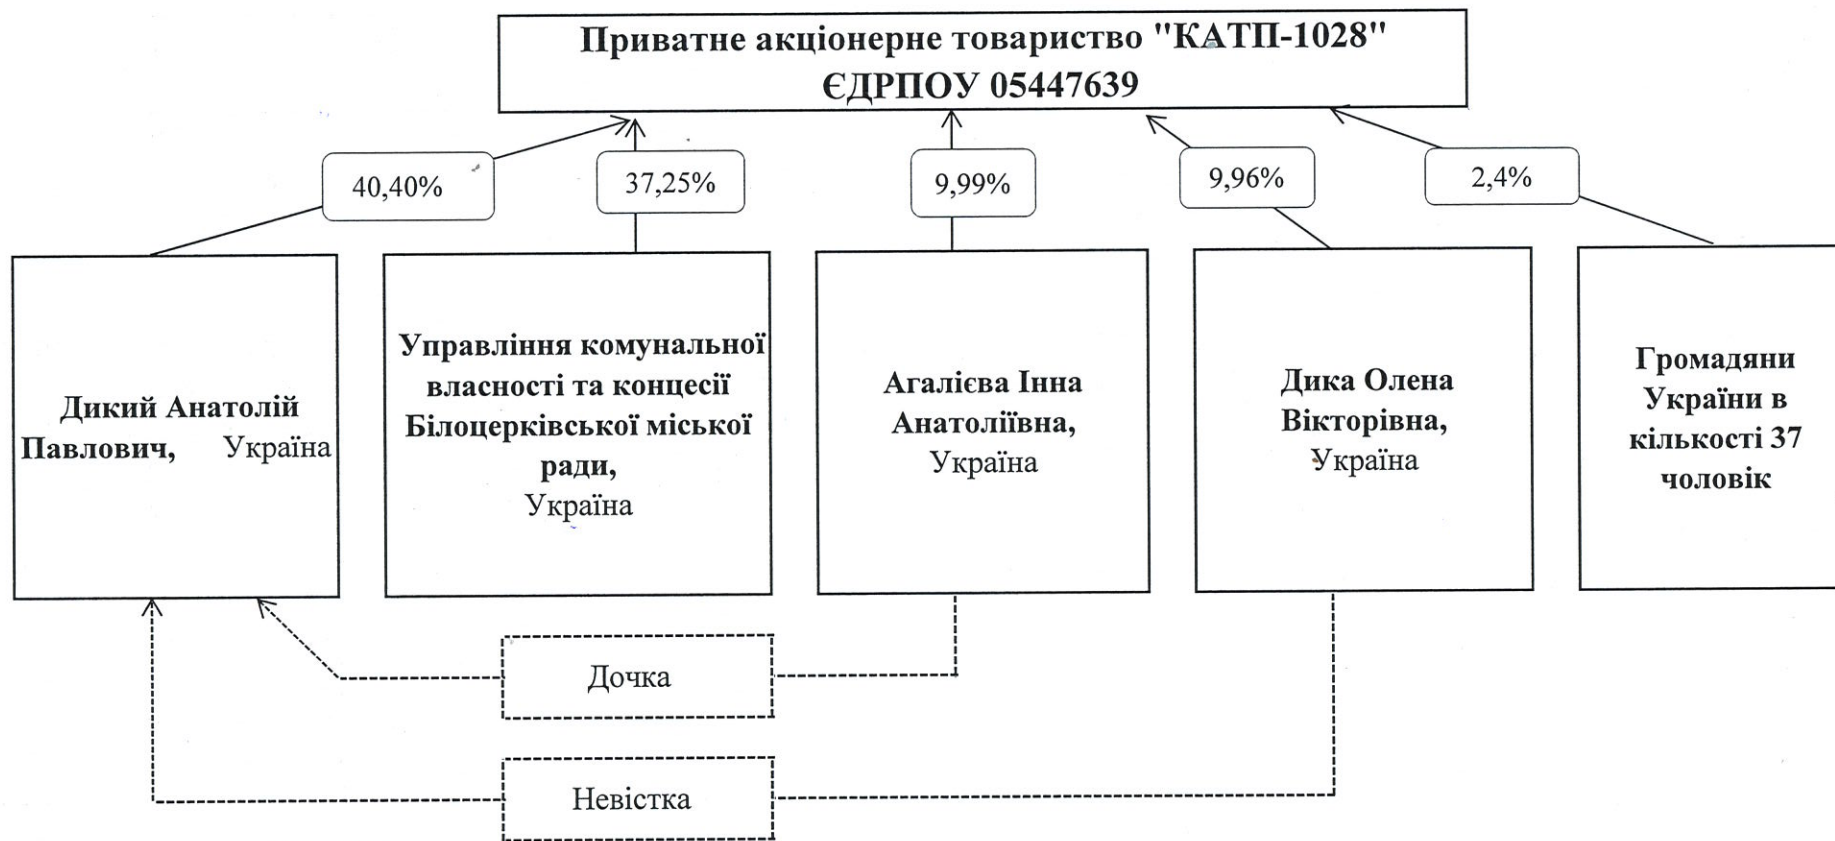 Приватне акціонерне товариство "КАТП-1028"
ЄДРПОУ 05447639
40,40%
37,25%
9,99%
9,96%
2,4%
Дикий Анатолій
Павлович, Україна
Управління комунальної
власності та концесії
Білоцерківської міської
ради,
Україна
Агалієва Інна
Анатоліївна,
Україна
Дика Олена
Вікторівна,
Україна
Громадяни
України в
кількості 37
чоловік
Дочка
Невістка